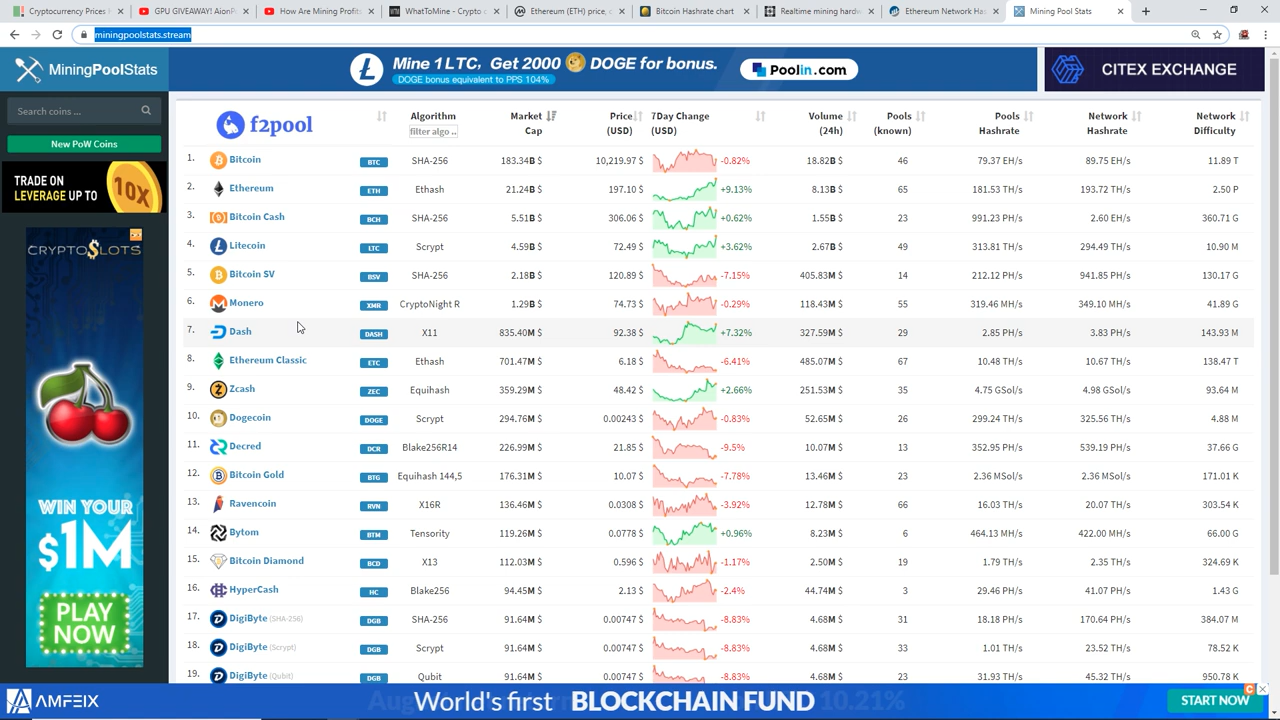 Cryptocurrency Prices
GPU GIVEAWAY! AionP
How Are Mining Profits
WhatToMine - Crypto c
Ethereum (ETH) price, c
Bitcoin Hashrate chart
Realtime mining hardw
Ethereum Network Has
Mining Pool Stats
miningpoolstats.stream
MiningPoolStats
Mine 1 LTC, Get 2000 DOGE for bonus.
DOGE bonus equivalent to PPS 104%
Poolin.com
CITEX EXCHANGE
Search coins ...
New PoW Coins
TRADE ON
LEVERAGE UP TO
10X
CRYPTO$LOTS
WIN YOUR
$1M
PLAY
NOW
f2pool Algorithm Market Cap Price (USD) 7Day Change (USD) Volume (24h) Pools (known) Pools Hashrate Network Hashrate Network Difficulty
filter algo ..
1. Bitcoin BTC SHA-256 183.34B $ 10,219.97 $ -0.82% 18.82B $ 46 79.37 EH/s 89.75 EH/s 11.89 T
2. Ethereum ETH Ethash 21.24B $ 197.10 $ +9.13% 8.13B $ 65 181.53 TH/s 193.72 TH/s 2.50 P
3. Bitcoin Cash BCH SHA-256 5.51B $ 306.06 $ +0.62% 1.55B $ 23 991.23 PH/s 2.60 EH/s 360.71 G
4. Litecoin LTC Scrypt 4.59B $ 72.49 $ +3.62% 2.67B $ 49 313.81 TH/s 294.49 TH/s 10.90 M
5. Bitcoin SV BSV SHA-256 2.18B $ 120.89 $ -7.15% 405.83M $ 14 212.12 PH/s 941.85 PH/s 130.17 G
6. Monero XMR CryptoNight R 1.29B $ 74.73 $ -0.29% 118.43M $ 55 319.46 MH/s 349.10 MH/s 41.89 G
7. Dash DASH X11 835.40M $ 92.38 $ +7.32% 327.59M $ 29 2.85 PH/s 3.83 PH/s 143.93 M
8. Ethereum Classic ETC Ethash 701.47M $ 6.18 $ -6.41% 485.07M $ 67 10.48 TH/s 10.67 TH/s 138.47 T
9. Zcash ZEC Equihash 359.29M $ 48.42 $ +2.66% 251.53M $ 35 4.75 GSol/s 4.98 GSol/s 93.64 M
10. Dogecoin DOGE Scrypt 294.76M $ 0.00243 $ -0.83% 52.65M $ 26 299.24 TH/s 325.56 TH/s 4.88 M
11. Decred DCR Blake256R14 226.99M $ 21.85 $ -9.5% 10.07M $ 13 352.95 PH/s 539.19 PH/s 37.66 G
12. Bitcoin Gold BTG Equihash 144,5 176.31M $ 10.07 $ -7.78% 13.46M $ 23 2.36 MSol/s 2.36 MSol/s 171.01 K
13. Ravencoin RVN X16R 136.46M $ 0.0308 $ -3.92% 12.78M $ 66 16.03 TH/s 20.07 TH/s 303.54 K
14. Bytom BTM Tensority 119.26M $ 0.0778 $ +0.96% 8.23M $ 6 464.13 MH/s 422.00 MH/s 66.00 G
15. Bitcoin Diamond BCD X13 112.03M $ 0.596 $ -1.17% 2.50M $ 19 1.79 TH/s 2.35 TH/s 324.69 K
16. HyperCash HC Blake256 94.45M $ 2.13 $ -2.4% 44.74M $ 3 29.46 PH/s 41.07 PH/s 1.43 G
17. DigiByte (SHA-256) DGB SHA-256 91.64M $ 0.00747 $ -8.83% 4.68M $ 31 18.18 PH/s 170.64 PH/s 384.07 M
18. DigiByte (Scrypt) DGB Scrypt 91.64M $ 0.00747 $ -8.83% 4.68M $ 33 1.01 TH/s 23.52 TH/s 78.52 K
19. DigiByte (Qubit) DGB Qubit 91.64M $ 0.00747 $ -8.83% 4.68M $ 23 31.93 TH/s 45.32 TH/s 950.78 K
AMFEIX
World's first BLOCKCHAIN FUND 10.21%
START NOW